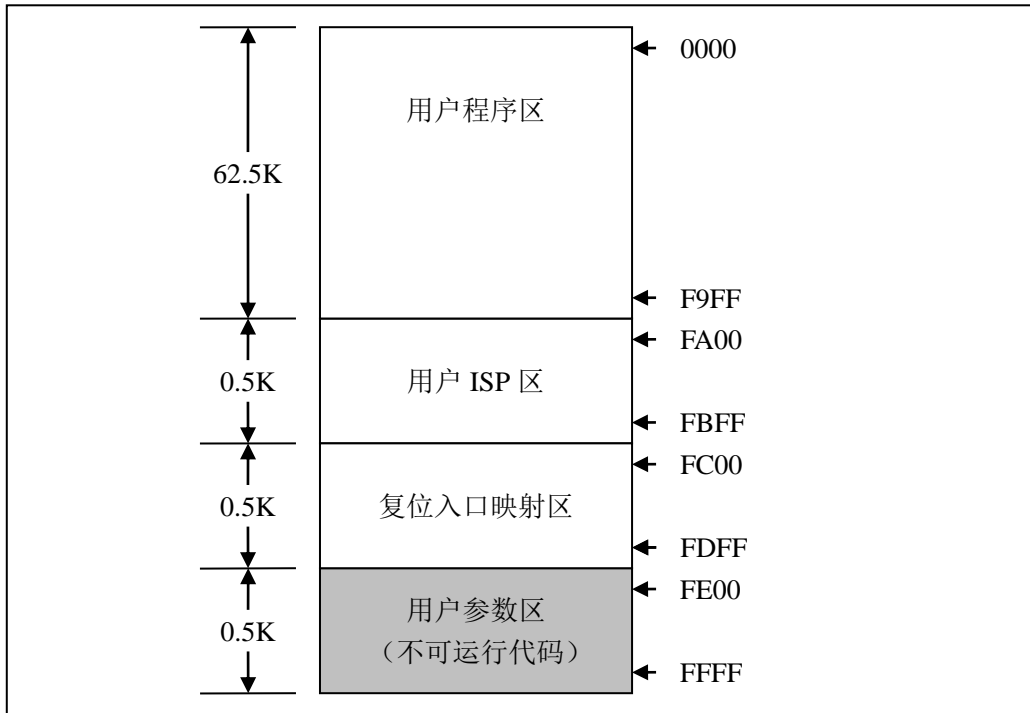 0000
用户程序区
62.5K
F9FF
FA00
用户 ISP 区
0.5K
FBFF
FC00
复位入口映射区
0.5K
FDFF
FE00
用户参数区
0.5K
（不可运行代码）
FFFF